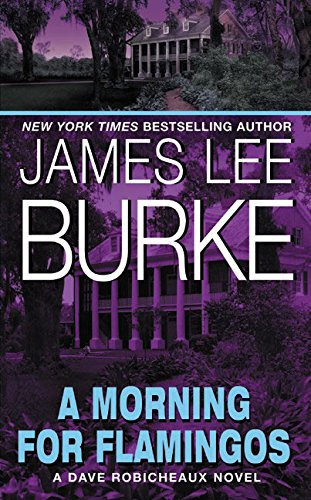 NEW YORK TIMES BESTSELLING AUTHOR
JAMES LEE
BURKE
A MORNING
FOR FLAMINGOS
A DAVE ROBICHEAUX NOVEL